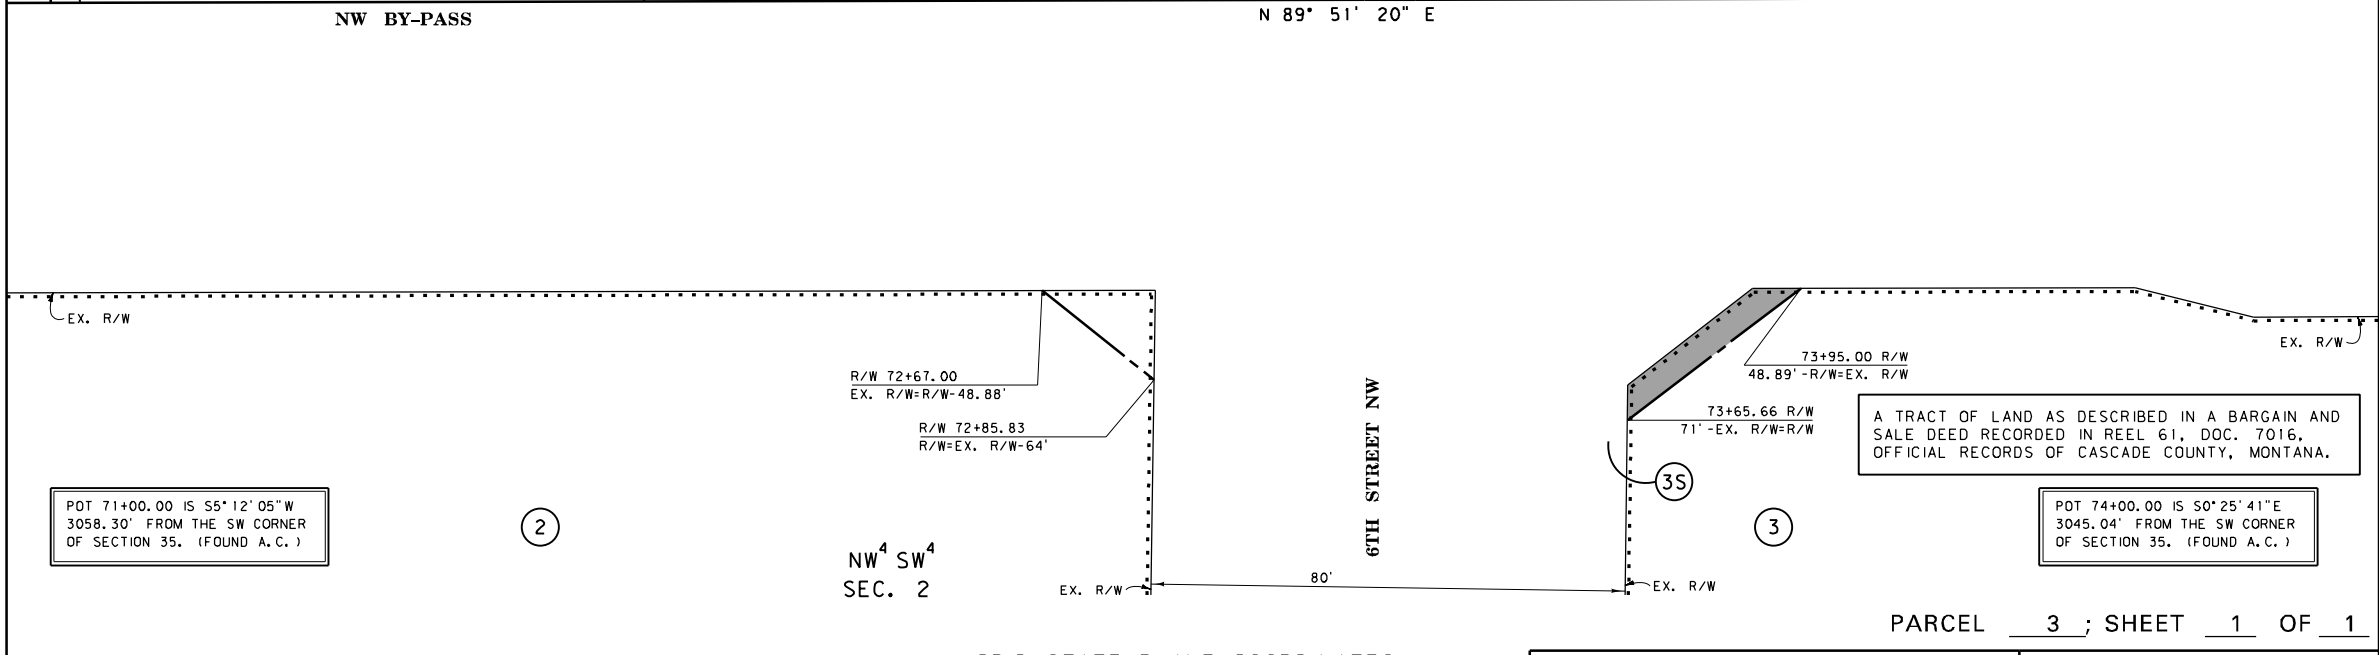 NW BY-PASS
N 89° 51' 20" E
EX. R/W
EX. R/W
R/W 72+67.00
EX. R/W=R/W-48.88'
R/W 72+85.83
R/W=EX. R/W-64'
73+95.00 R/W
48.89'-R/W=EX. R/W
73+65.66 R/W
71'-EX. R/W=R/W
6TH STREET NW
A TRACT OF LAND AS DESCRIBED IN A BARGAIN AND
SALE DEED RECORDED IN REEL 61, DOC. 7016,
OFFICIAL RECORDS OF CASCADE COUNTY, MONTANA.
3S
POT 71+00.00 IS S5°12'05"W
3058.30' FROM THE SW CORNER
OF SECTION 35. (FOUND A.C.)
2
3
POT 74+00.00 IS S0°25'41"E
3045.04' FROM THE SW CORNER
OF SECTION 35. (FOUND A.C.)
NW4 SW4
SEC. 2
EX. R/W
80'
EX. R/W
PARCEL 3 ; SHEET 1 OF 1